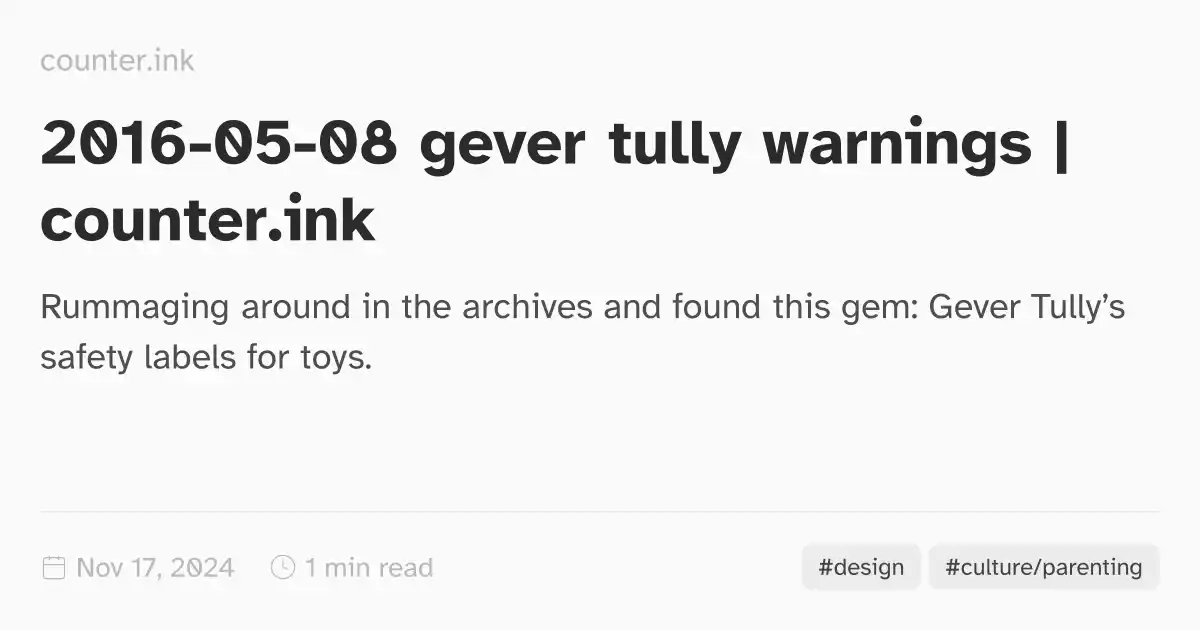 counter.ink
2016-05-08 gever tully warnings |
counter.ink
Rummaging around in the archives and found this gem: Gever Tully’s
safety labels for toys.
Nov 17, 2024 1 min read #design #culture/parenting